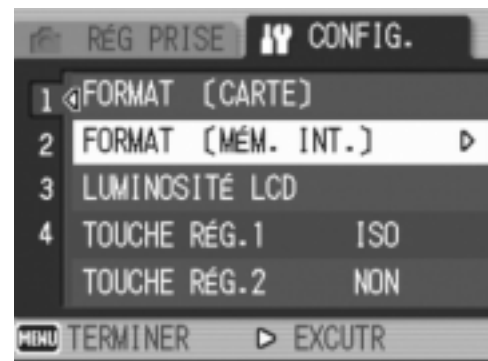 RÉG PRISE CONFIG.
1 FORMAT (CARTE)
2 FORMAT (MÉM. INT.)
3 LUMINOSITÉ LCD
4 TOUCHE RÉG.1 ISO
TOUCHE RÉG.2 NON
MENU TERMINER EXCUTR